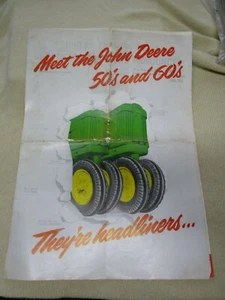 Meet the John Deere
50's and 60's
They're headliners...